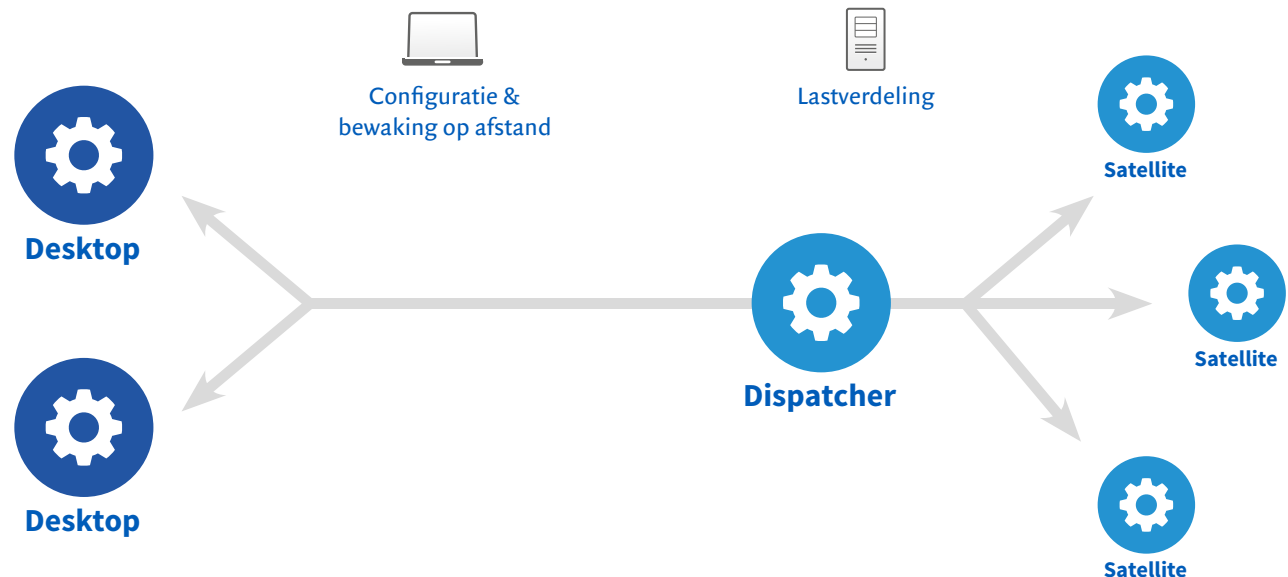 Configuratie &
bewaking op afstand
Lastverdeling
Satellite
Desktop
Satellite
Dispatcher
Desktop
Satellite